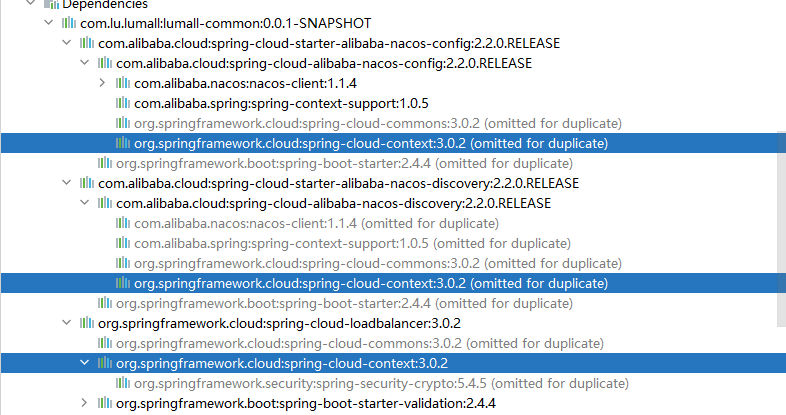 Dependencies
com.lu.lumall:lumall-common:0.0.1-SNAPSHOT
com.alibaba.cloud:spring-cloud-starter-alibaba-nacos-config:2.2.0.RELEASE
com.alibaba.cloud:spring-cloud-alibaba-nacos-config:2.2.0.RELEASE
com.alibaba.nacos:nacos-client:1.1.4
com.alibaba.spring:spring-context-support:1.0.5
org.springframework.cloud:spring-cloud-commons:3.0.2 (omitted for duplicate)
org.springframework.cloud:spring-cloud-context:3.0.2 (omitted for duplicate)
org.springframework.boot:spring-boot-starter:2.4.4 (omitted for duplicate)
com.alibaba.cloud:spring-cloud-starter-alibaba-nacos-discovery:2.2.0.RELEASE
com.alibaba.cloud:spring-cloud-alibaba-nacos-discovery:2.2.0.RELEASE
com.alibaba.nacos:nacos-client:1.1.4 (omitted for duplicate)
com.alibaba.spring:spring-context-support:1.0.5 (omitted for duplicate)
org.springframework.cloud:spring-cloud-commons:3.0.2 (omitted for duplicate)
org.springframework.cloud:spring-cloud-context:3.0.2 (omitted for duplicate)
org.springframework.boot:spring-boot-starter:2.4.4 (omitted for duplicate)
org.springframework.cloud:spring-cloud-loadbalancer:3.0.2
org.springframework.cloud:spring-cloud-commons:3.0.2 (omitted for duplicate)
org.springframework.cloud:spring-cloud-context:3.0.2
org.springframework.security:spring-security-crypto:5.4.5 (omitted for duplicate)
org.springframework.boot:spring-boot-starter-validation:2.4.4